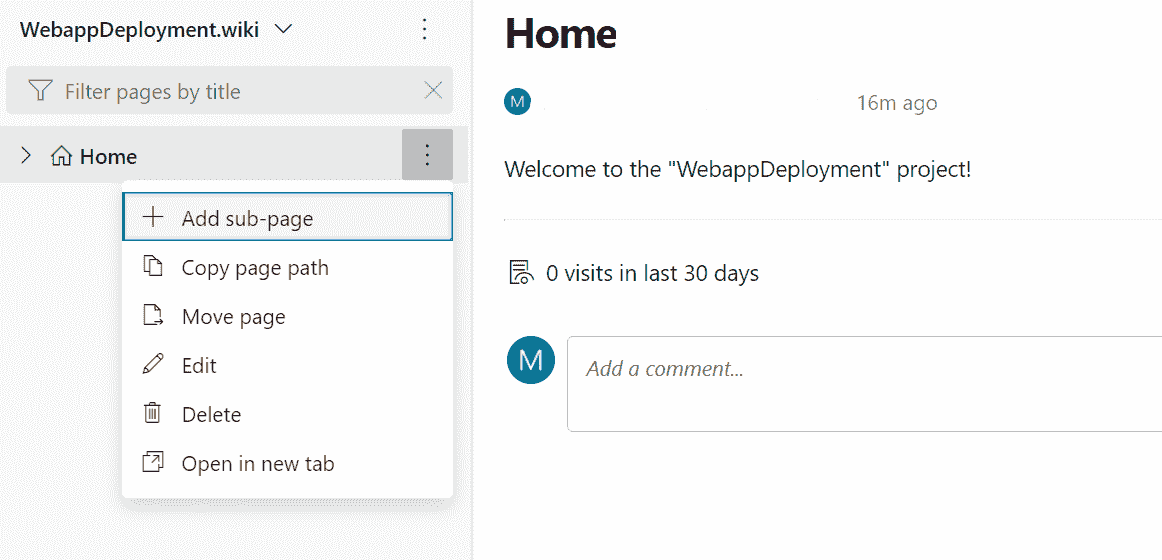 WebappDeployment.wiki
Filter pages by title
Home
Add sub-page
Copy page path
Move page
Edit
Delete
Open in new tab
Home
M
16m ago
Welcome to the "WebappDeployment" project!
0 visits in last 30 days
M
Add a comment...